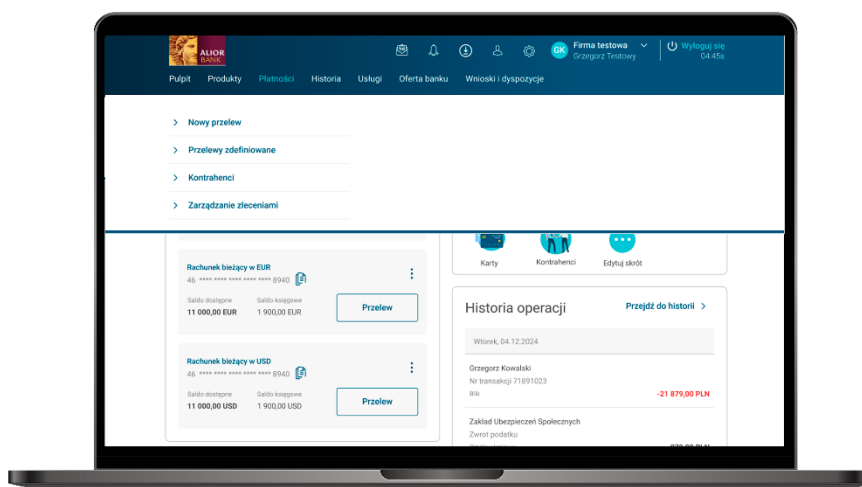 ALIOR
BANK
GK
Firma testowa
Grzegorz Testowy
Wyloguj się
04:45s
Pulpit Produkty Płatności Historia Usługi Oferta banku Wnioski i dyspozycje
Nowy przelew
Przelewy zdefiniowane
Kontrahenci
Zarządzanie zleceniami
Karty Kontrahenci Edytuj skrót
Rachunek bieżący w EUR
46 **** **** **** **** **** 8940
Saldo dostępne Saldo księgowe
11 000,00 EUR 1 900,00 EUR
Przelew
Rachunek bieżący w USD
46 **** **** **** **** **** 8940
Saldo dostępne Saldo księgowe
11 000,00 USD 1 900,00 USD
Przelew
Historia operacji Przejdź do historii
Wtorek, 04.12.2024
Grzegorz Kowalski
Nr transakcji 71891023
Blik -21 879,00 PLN
Zakład Ubezpieczeń Społecznych
Zwrot podatku